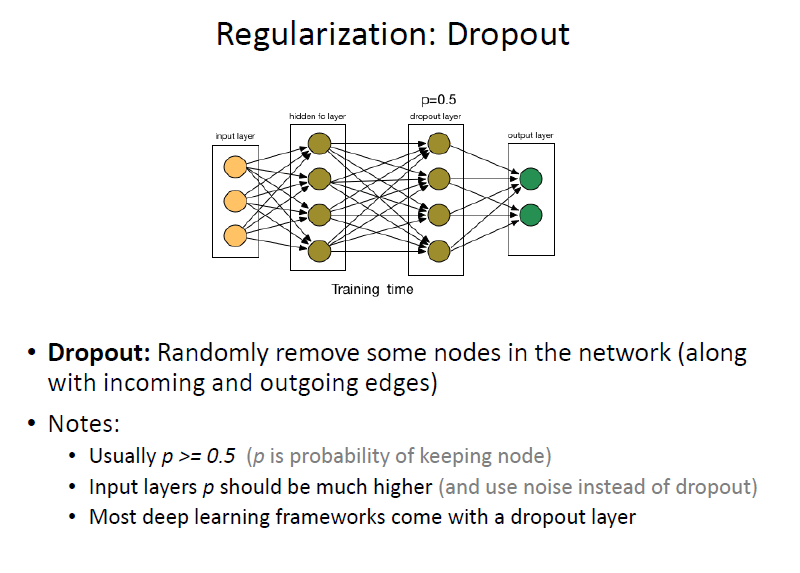 Regularization: Dropout
p=0.5
hidden fc layer
dropout layer
input layer
output layer
Training time
• Dropout: Randomly remove some nodes in the network (along
with incoming and outgoing edges)
• Notes:
• Usually p >= 0.5 (p is probability of keeping node)
• Input layers p should be much higher (and use noise instead of dropout)
• Most deep learning frameworks come with a dropout layer